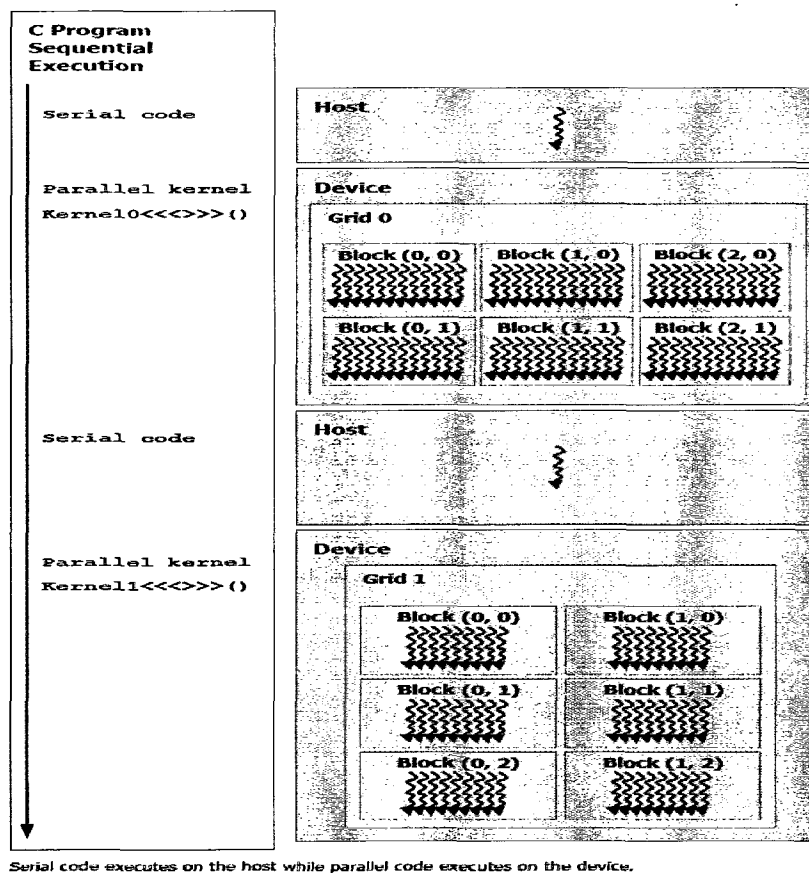 C Program
Sequential
Execution
Serial code
Host
Parallel kernel
Kernel0<<<>>>()
Device
Grid 0
Block (0, 0)
Block (1, 0)
Block (2, 0)
Block (0, 1)
Block (1, 1)
Block (2, 1)
Serial code
Host
Parallel kernel
Kernel1<<<>>>()
Device
Grid 1
Block (0, 0)
Block (1, 0)
Block (0, 1)
Block (1, 1)
Block (0, 2)
Block (1, 2)
Serial code executes on the host while parallel code executes on the device.